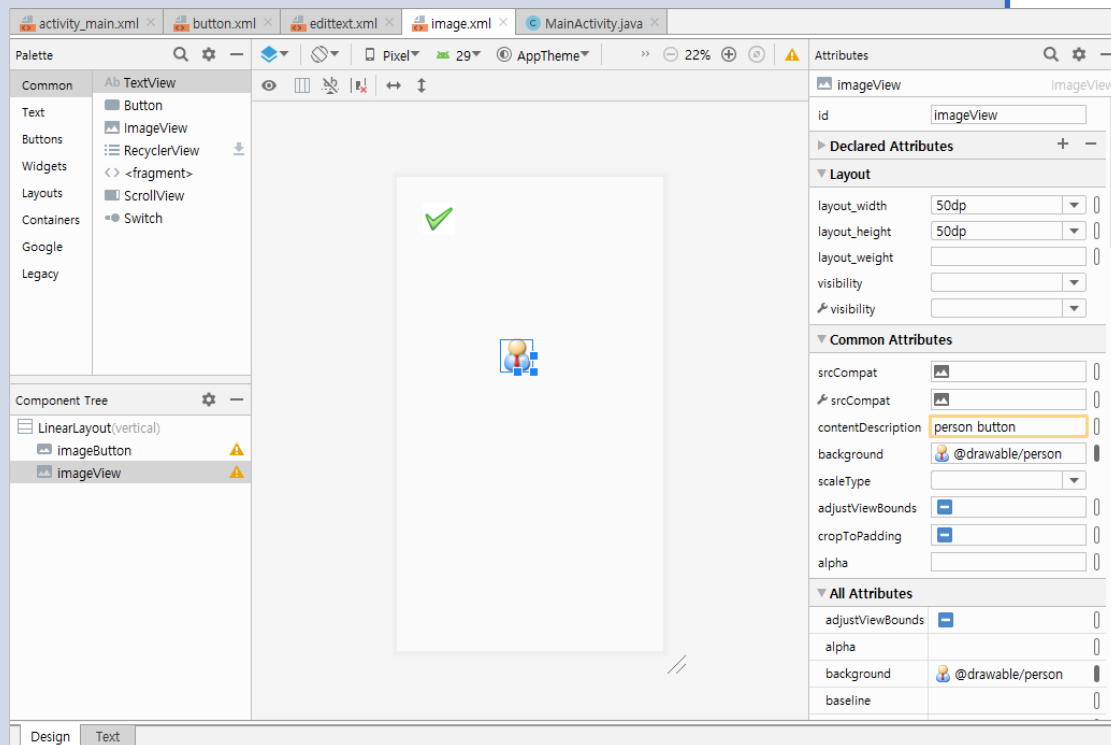 activity_main.xml button.xml edittext.xml image.xml MainActivity.java
Palette
Common
Text
Buttons
Widgets
Layouts
Containers
Google
Legacy
Ab TextView
Button
ImageView
RecyclerView
<fragment>
ScrollView
Switch
Pixel 29 AppTheme 22%
Component Tree
LinearLayout(vertical)
imageButton
imageView
Attributes
imageView ImageView
id imageView
Declared Attributes
Layout
layout_width 50dp
layout_height 50dp
layout_weight
visibility
visibility
Common Attributes
srcCompat
srcCompat
contentDescription person button
background @drawable/person
scaleType
adjustViewBounds
cropToPadding
alpha
All Attributes
adjustViewBounds
alpha
background @drawable/person
baseline
Design Text